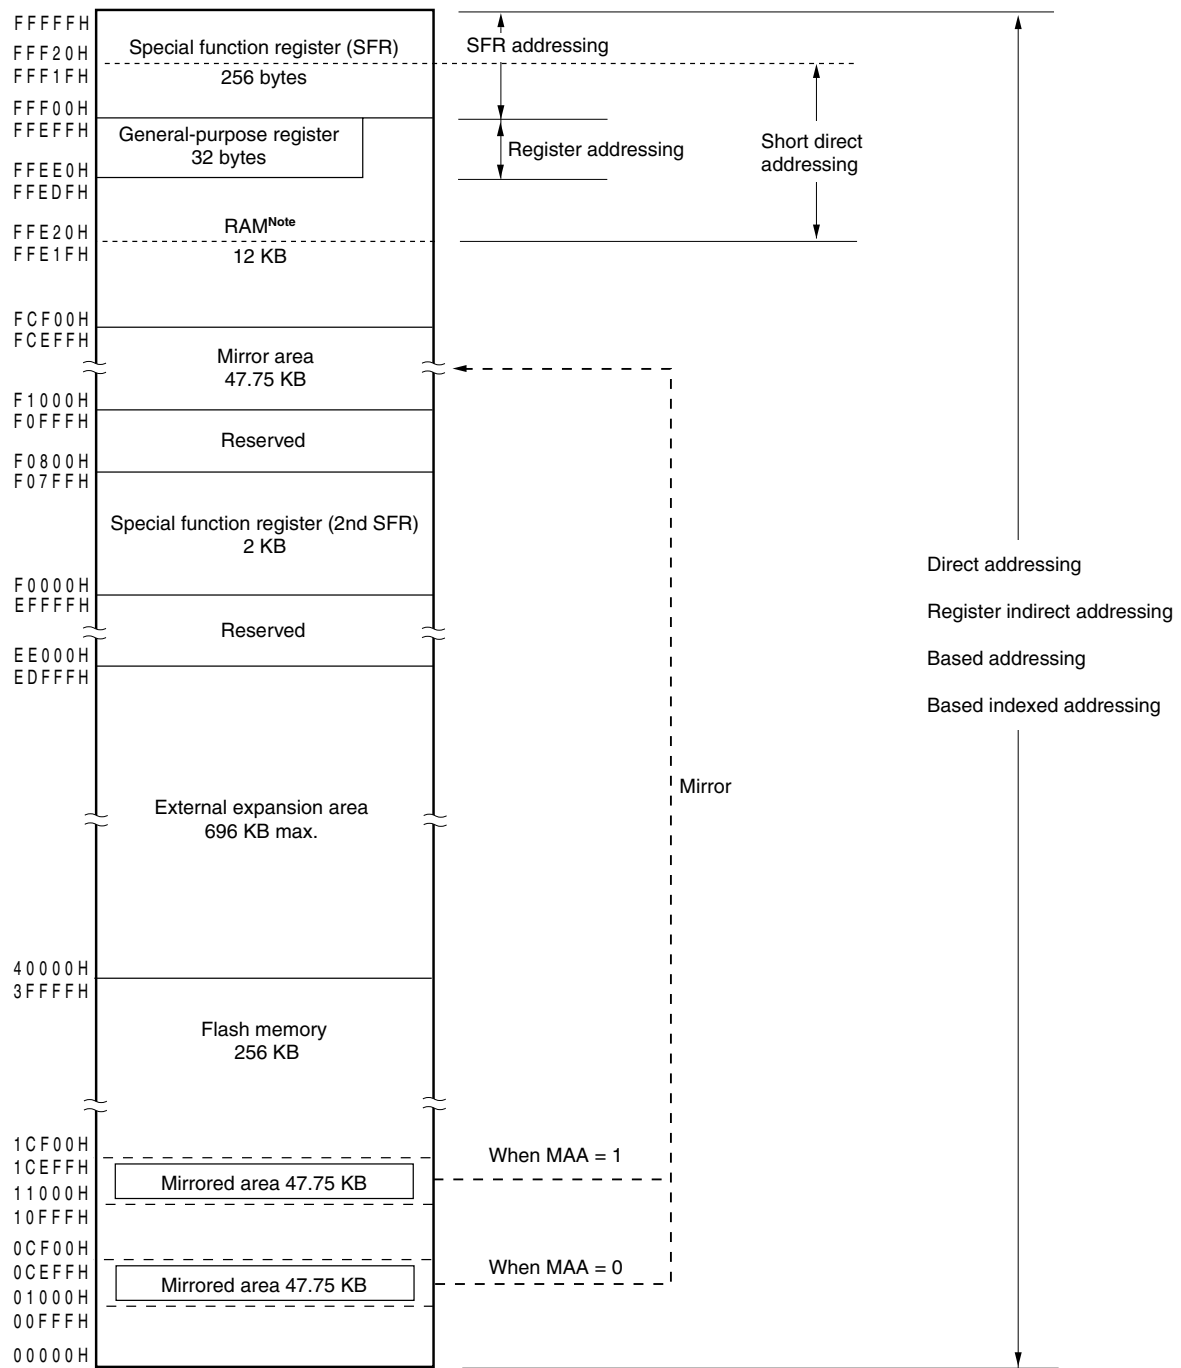 FFFFFH
FFF20H
FFF1FH
FFF00H
FFEFFH
FFEE0H
FFEDFH
FFE20H
FFE1FH
FCF00H
FCEFFH
F1000H
F0FFFH
F0800H
F07FFH
F0000H
EFFFFH
EE000H
EDFFFH
40000H
3FFFFH
1CF00H
1CEFFH
11000H
10FFFH
0CF00H
0CEFFH
01000H
00FFFH
00000H
Special function register (SFR)
256 bytes
General-purpose register
32 bytes
RAMNote
12 KB
Mirror area
47.75 KB
Reserved
Special function register (2nd SFR)
2 KB
Reserved
External expansion area
696 KB max.
Flash memory
256 KB
Mirrored area 47.75 KB
Mirrored area 47.75 KB
SFR addressing
Register addressing
Short direct
addressing
Mirror
When MAA = 1
When MAA = 0
Direct addressing
Register indirect addressing
Based addressing
Based indexed addressing